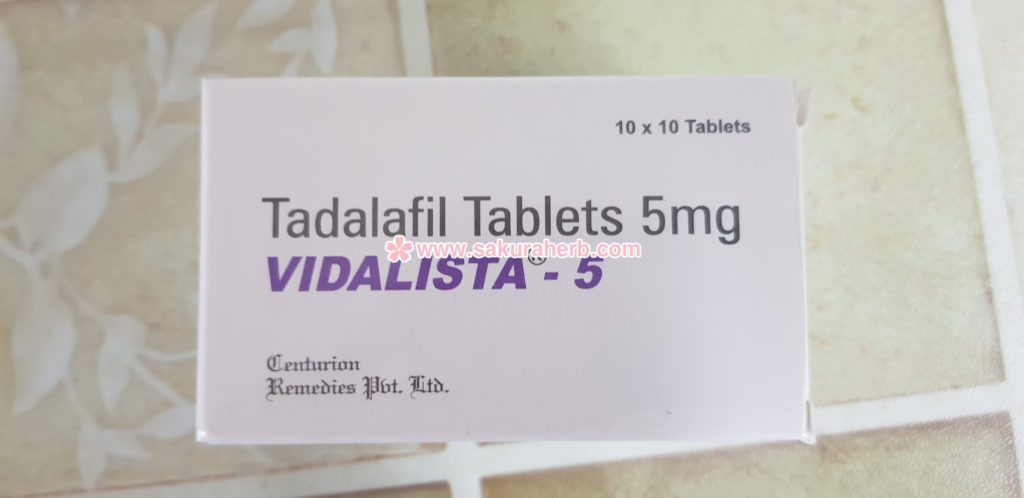 10 x 10 Tablets
Tadalafil Tablets 5mg
www.sakuraherb.com
VIDALISTA® - 5
Centurion
Remedies Pvt. Ltd.